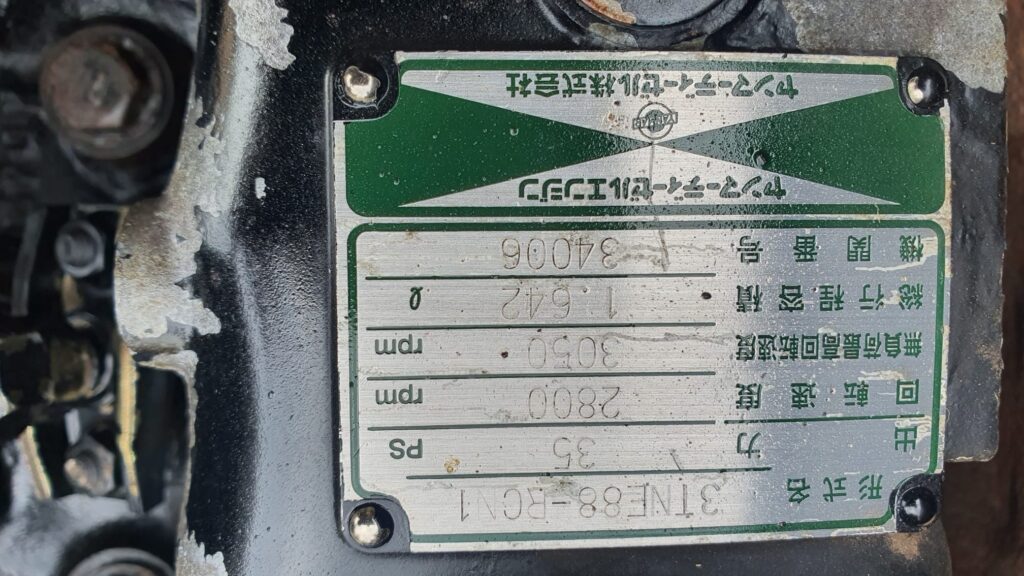 形式名 3TNE88-RCN1
出力 35 PS
回転速度 2800 rpm
無負荷最高回転速度 3050 rpm
総行程容積 1.642 ℓ
機関番号 34006
ヤンマーディーゼルエンジン
YANMAR
ヤンマーディーゼル株式会社